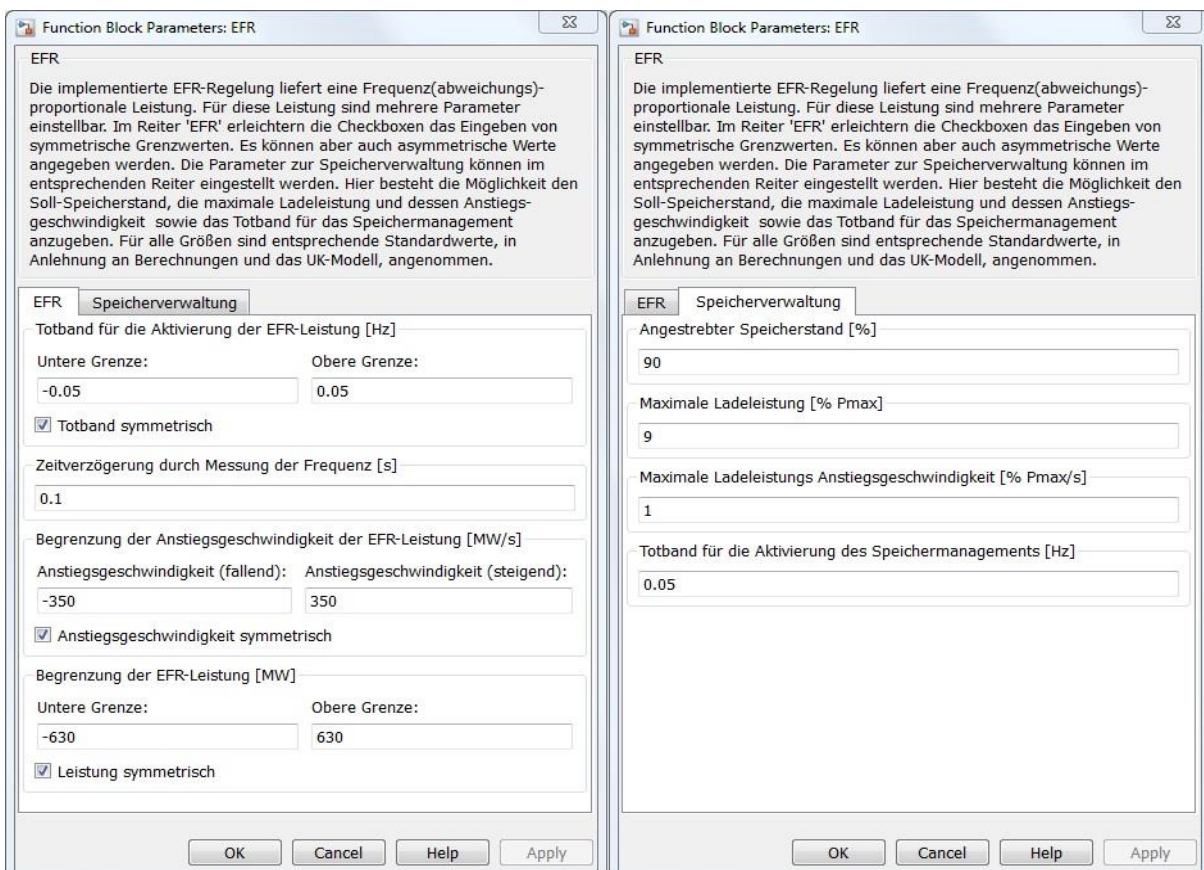 Function Block Parameters: EFR
EFR
Die implementierte EFR-Regelung liefert eine Frequenz(abweichungs)-
proportionale Leistung. Für diese Leistung sind mehrere Parameter
einstellbar. Im Reiter 'EFR' erleichtern die Checkboxen das Eingeben von
symmetrische Grenzwerten. Es können aber auch asymmetrische Werte
angegeben werden. Die Parameter zur Speicherverwaltung können im
entsprechenden Reiter eingestellt werden. Hier besteht die Möglichkeit den
Soll-Speicherstand, die maximale Ladeleistung und dessen Anstiegs-
geschwindigkeit  sowie das Totband für das Speichermanagement
anzugeben. Für alle Größen sind entsprechende Standardwerte, in
Anlehnung an Berechnungen und das UK-Modell, angenommen.
EFR Speicherverwaltung
Totband für die Aktivierung der EFR-Leistung [Hz]
Untere Grenze: Obere Grenze:
-0.05 0.05
Totband symmetrisch
Zeitverzögerung durch Messung der Frequenz [s]
0.1
Begrenzung der Anstiegsgeschwindigkeit der EFR-Leistung [MW/s]
Anstiegsgeschwindigkeit (fallend): Anstiegsgeschwindigkeit (steigend):
-350 350
Anstiegsgeschwindigkeit symmetrisch
Begrenzung der EFR-Leistung [MW]
Untere Grenze: Obere Grenze:
-630 630
Leistung symmetrisch
OK Cancel Help Apply
Function Block Parameters: EFR
EFR
Die implementierte EFR-Regelung liefert eine Frequenz(abweichungs)-
proportionale Leistung. Für diese Leistung sind mehrere Parameter
einstellbar. Im Reiter 'EFR' erleichtern die Checkboxen das Eingeben von
symmetrische Grenzwerten. Es können aber auch asymmetrische Werte
angegeben werden. Die Parameter zur Speicherverwaltung können im
entsprechenden Reiter eingestellt werden. Hier besteht die Möglichkeit den
Soll-Speicherstand, die maximale Ladeleistung und dessen Anstiegs-
geschwindigkeit  sowie das Totband für das Speichermanagement
anzugeben. Für alle Größen sind entsprechende Standardwerte, in
Anlehnung an Berechnungen und das UK-Modell, angenommen.
EFR Speicherverwaltung
Angestrebter Speicherstand [%]
90
Maximale Ladeleistung [% Pmax]
9
Maximale Ladeleistungs Anstiegsgeschwindigkeit [% Pmax/s]
1
Totband für die Aktivierung des Speichermanagements [Hz]
0.05
OK Cancel Help Apply